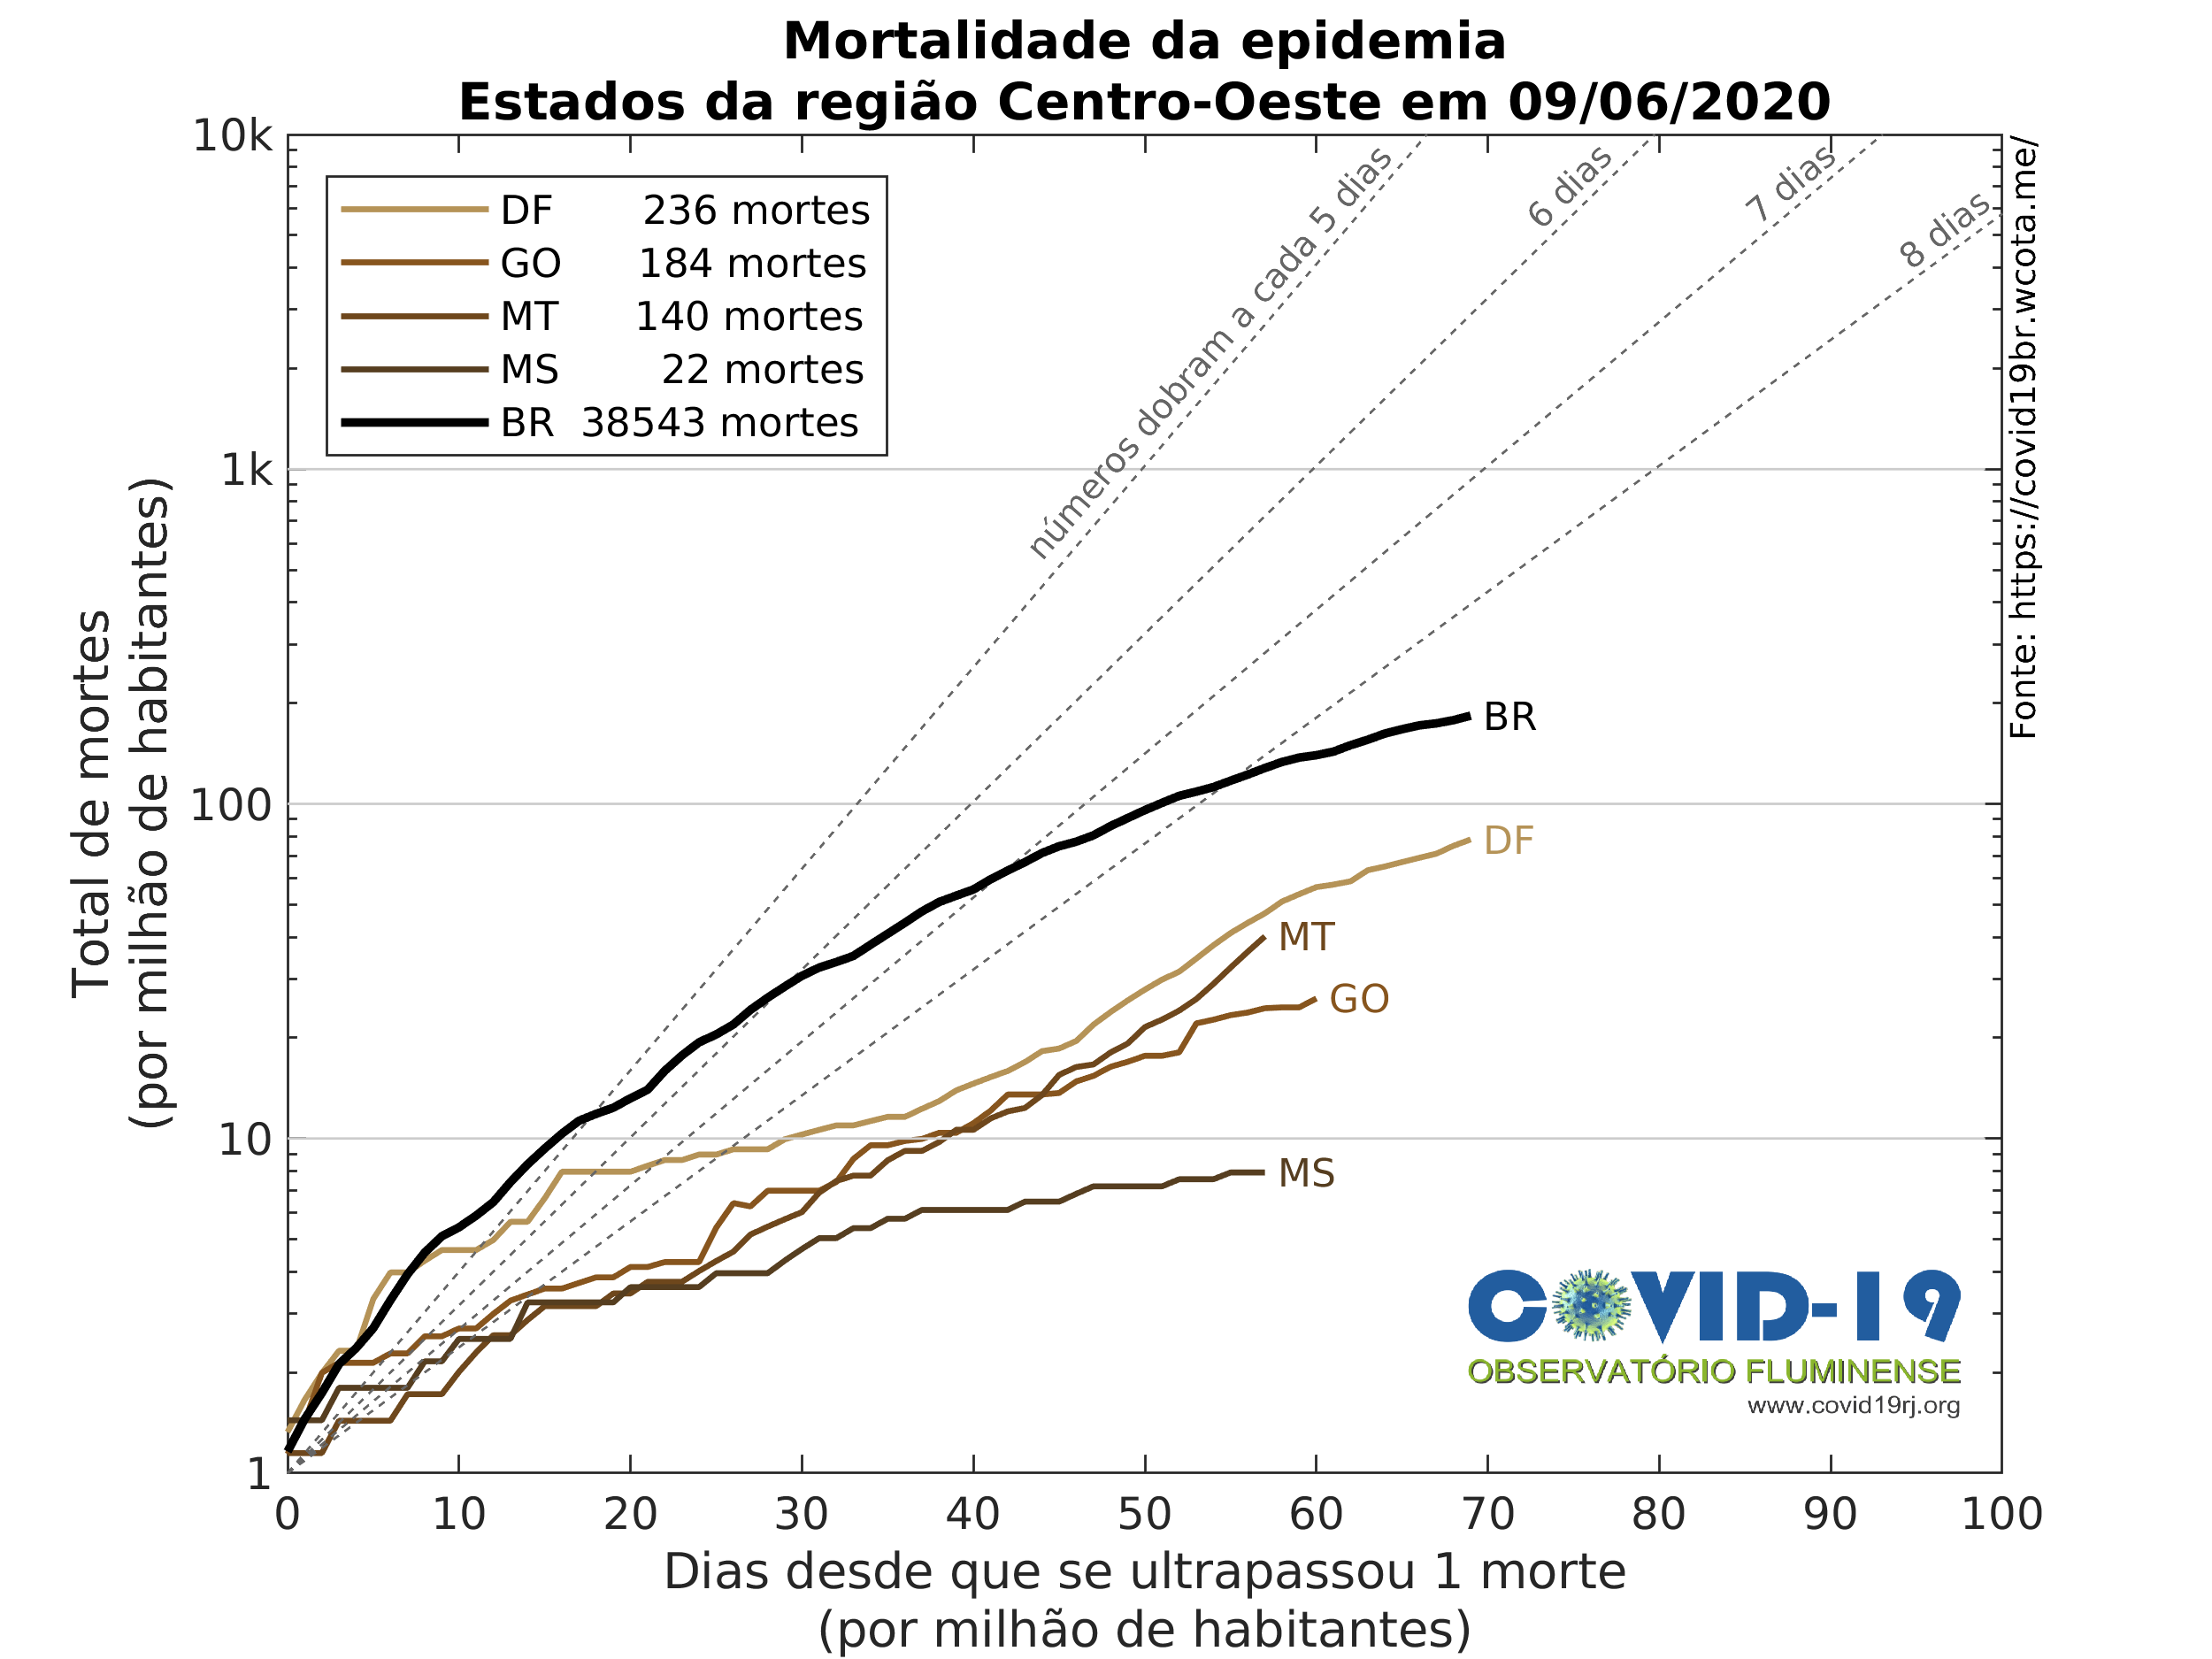 Mortalidade da epidemia
Estados da região Centro-Oeste em 09/06/2020
DF 236 mortes
GO 184 mortes
MT 140 mortes
MS 22 mortes
BR 38543 mortes
números dobram a cada 5 dias
6 dias
7 dias
8 dias
Fonte: https://covid19br.wcota.me/
Total de mortes
(por milhão de habitantes)
10k
1k
100
10
1
BR
DF
MT
GO
MS
COVID-19
OBSERVATÓRIO FLUMINENSE
www.covid19rj.org
0 10 20 30 40 50 60 70 80 90 100
Dias desde que se ultrapassou 1 morte
(por milhão de habitantes)